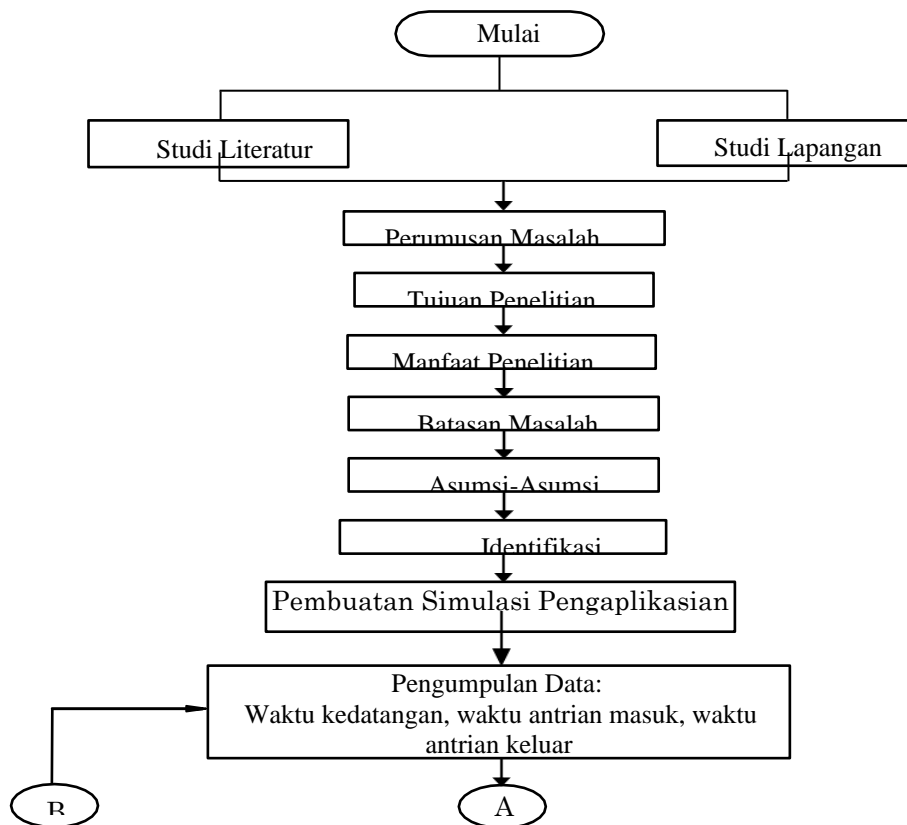 Mulai
Studi Literatur
Studi Lapangan
Perumusan Masalah
Tujuan Penelitian
Manfaat Penelitian
Batasan Masalah
Asumsi-Asumsi
Identifikasi
Pembuatan Simulasi Pengaplikasian
Pengumpulan Data:
Waktu kedatangan, waktu antrian masuk, waktu
antrian keluar
B
A